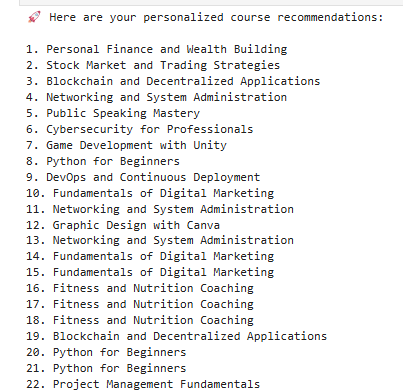 🚀 Here are your personalized course recommendations:
1. Personal Finance and Wealth Building
2. Stock Market and Trading Strategies
3. Blockchain and Decentralized Applications
4. Networking and System Administration
5. Public Speaking Mastery
6. Cybersecurity for Professionals
7. Game Development with Unity
8. Python for Beginners
9. DevOps and Continuous Deployment
10. Fundamentals of Digital Marketing
11. Networking and System Administration
12. Graphic Design with Canva
13. Networking and System Administration
14. Fundamentals of Digital Marketing
15. Fundamentals of Digital Marketing
16. Fitness and Nutrition Coaching
17. Fitness and Nutrition Coaching
18. Fitness and Nutrition Coaching
19. Blockchain and Decentralized Applications
20. Python for Beginners
21. Python for Beginners
22. Project Management Fundamentals